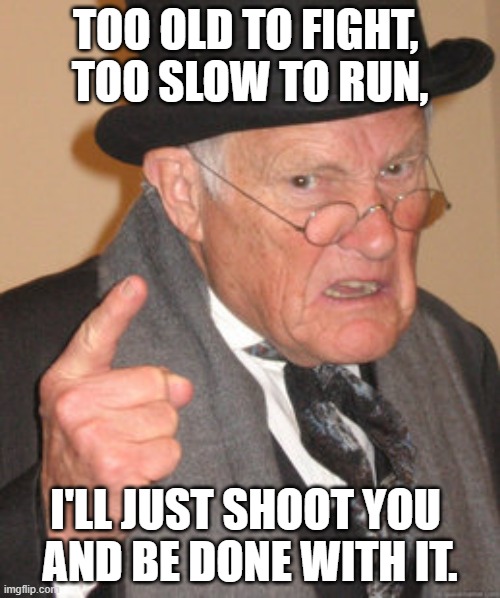 TOO OLD TO FIGHT,
TOO SLOW TO RUN,
I'LL JUST SHOOT YOU
AND BE DONE WITH IT.
imgflip.com